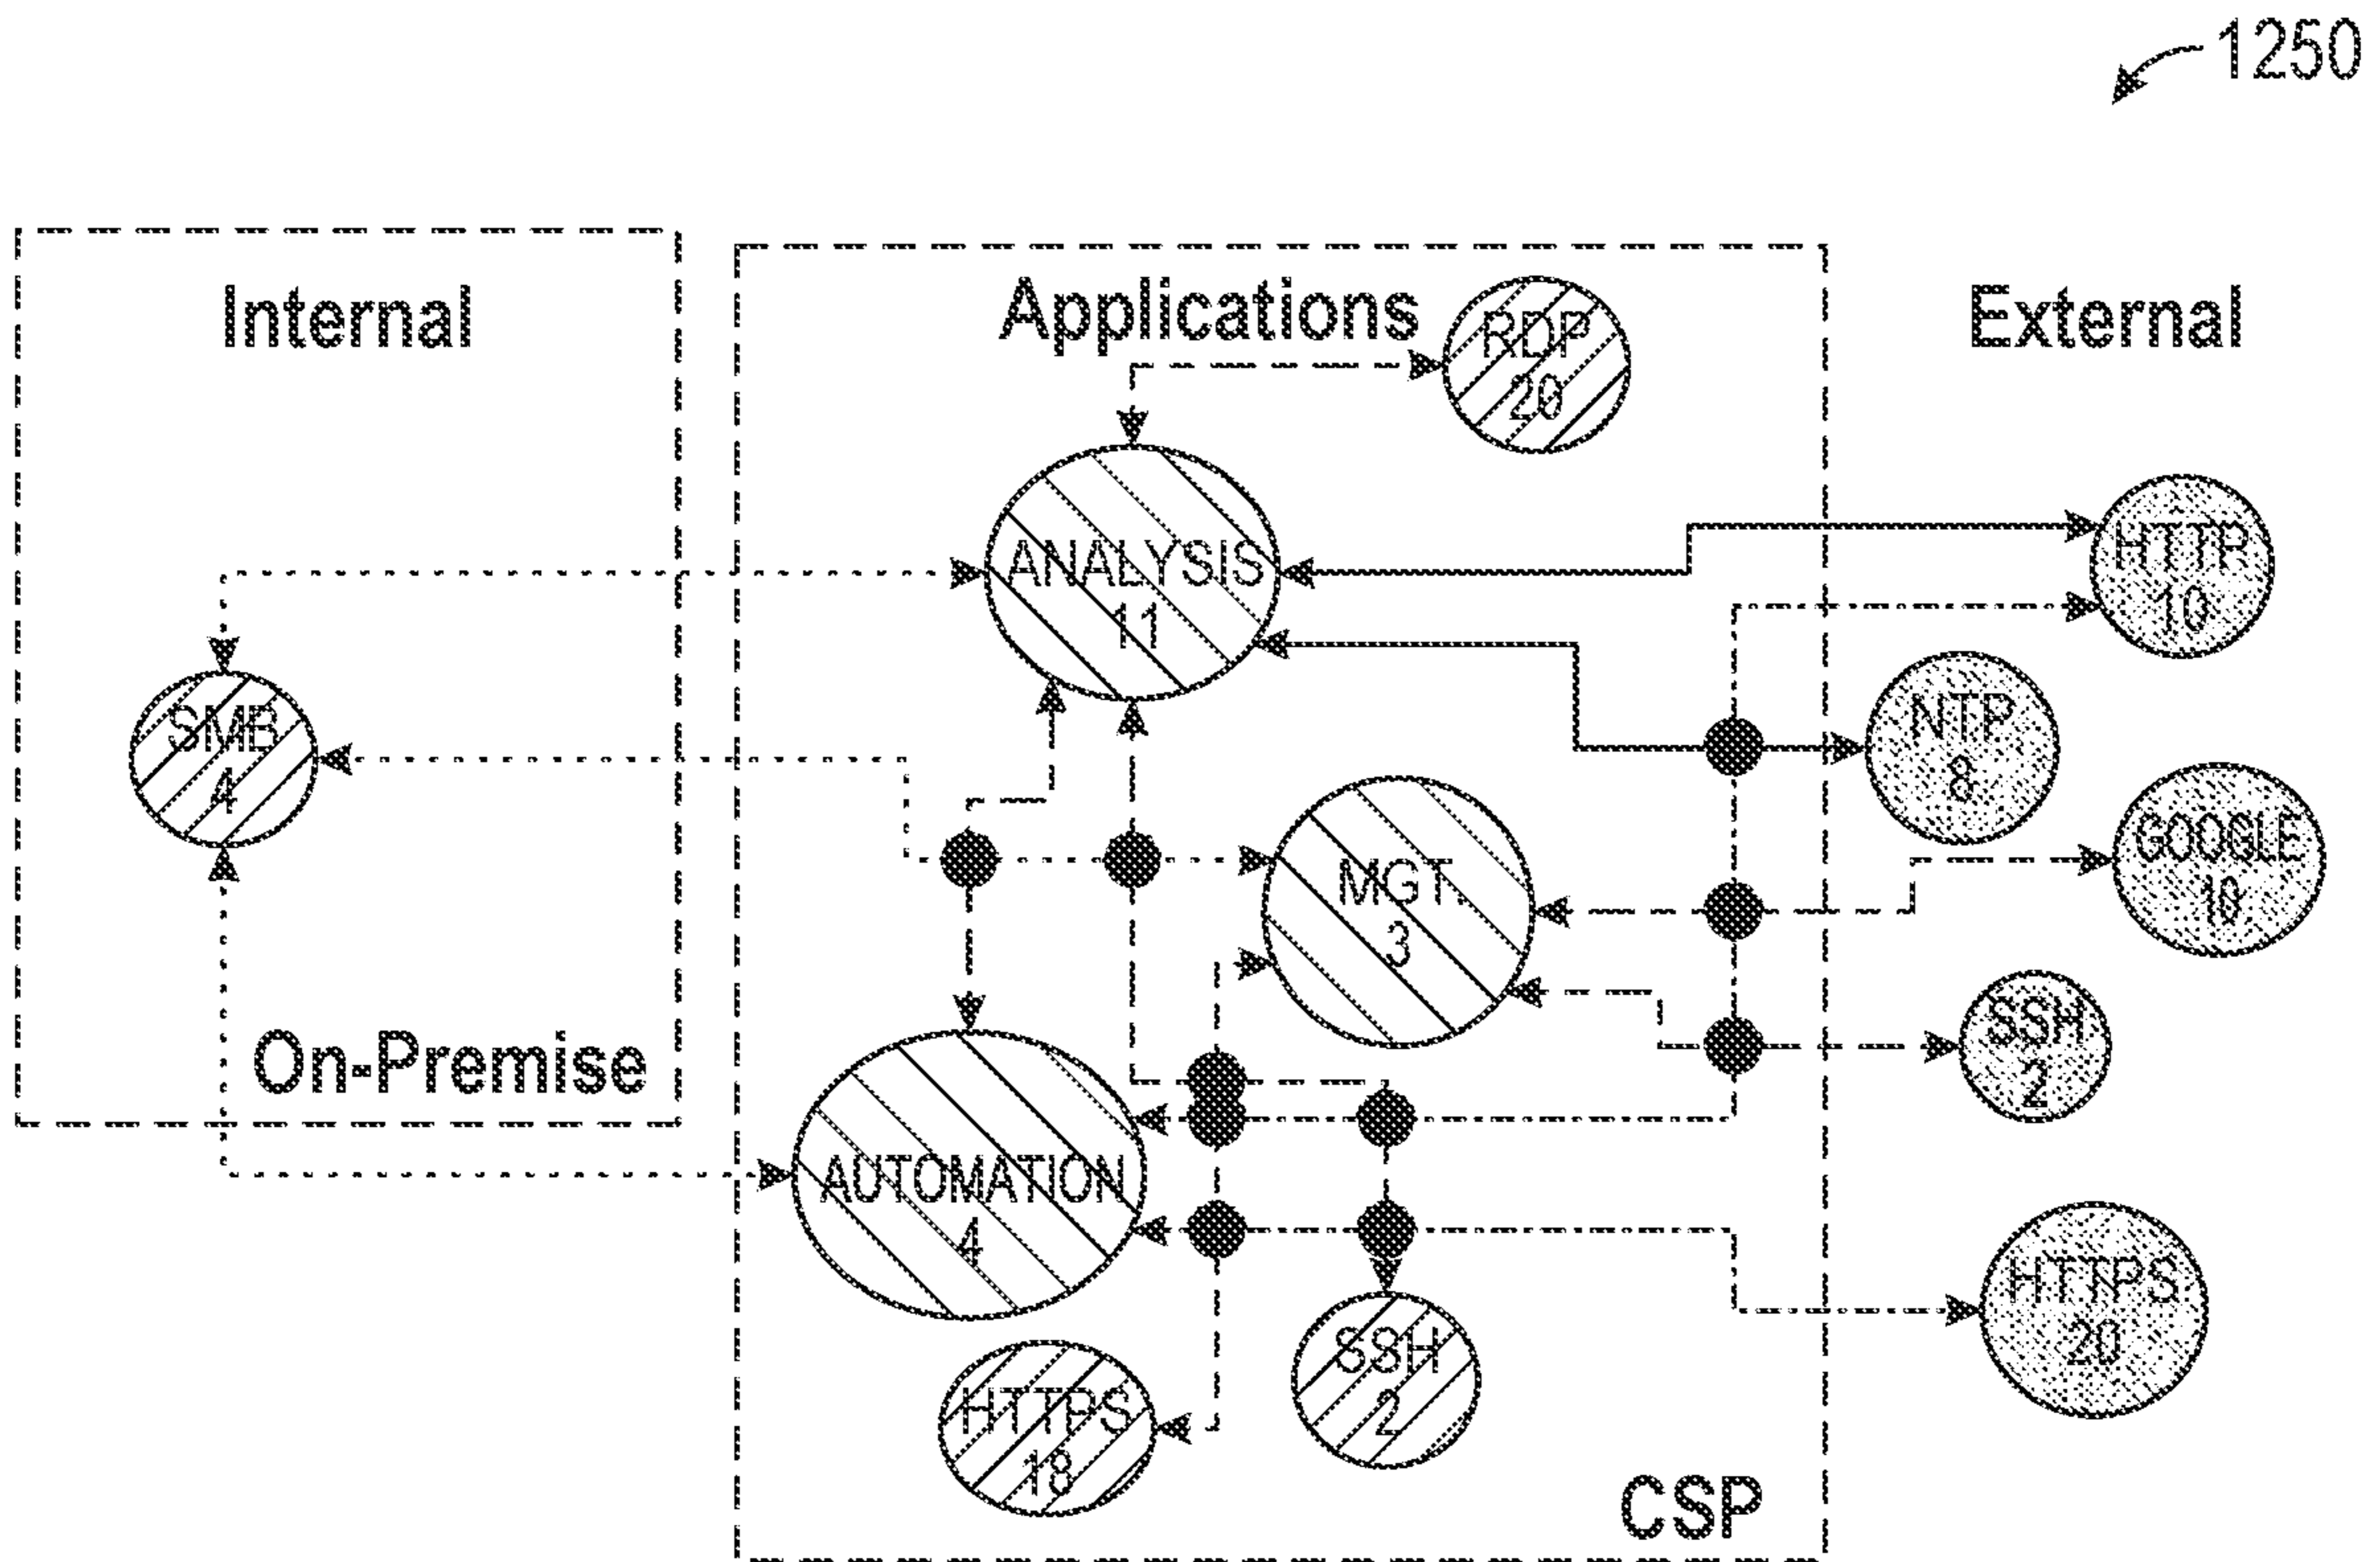 1250
Internal
Applications
External
RDP
20
ANALYSIS
11
HTTP
10
SMB
4
NTP
8
GOOGLE
10
MGT.
3
SSH
2
On-Premise
AUTOMATION
4
HTTPS
20
SSH
2
HTTPS
18
CSP